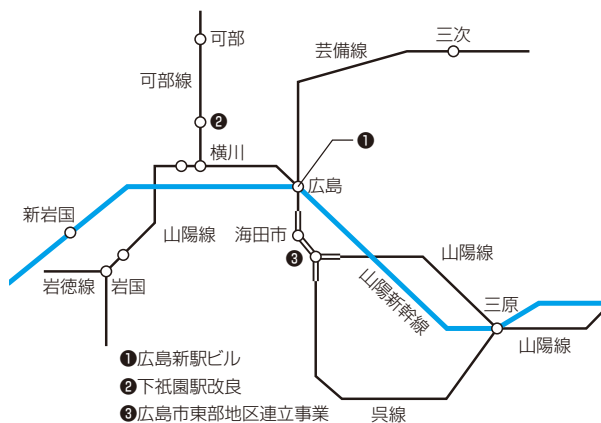 可部
三次
芸備線
可部線
❷
横川
❶
広島
新岩国
山陽線
海田市
❸
山陽線
岩徳線
岩国
山陽新幹線
三原
山陽線
❶広島新駅ビル
❷下祇園駅改良
❸広島市東部地区連立事業
呉線